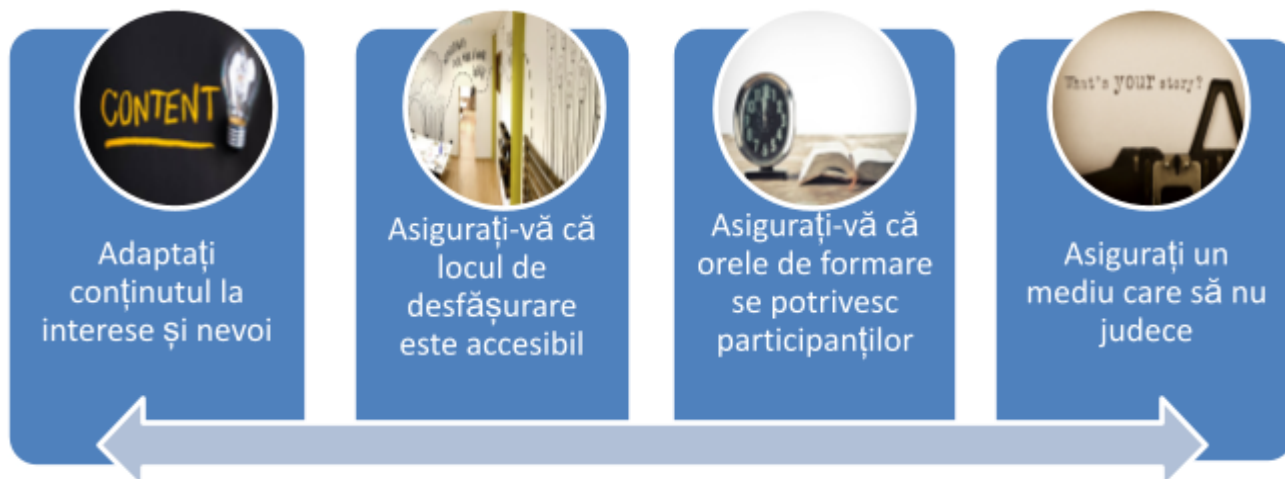 CONTENT
Adaptați
conținutul la
interese și nevoi
Asigurați-vă că
locul de
desfășurare
este accesibil
Asigurați-vă că
orele de formare
se potrivesc
participanților
What's your story?
Asigurați un
mediu care să nu
judece